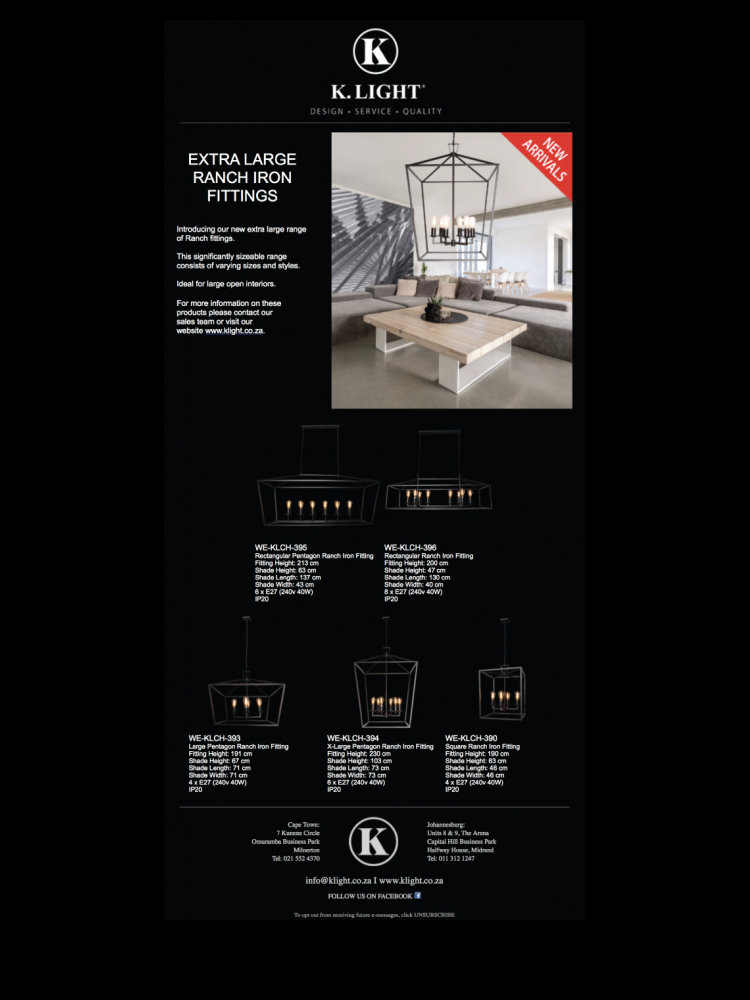 K
K. LIGHT®
DESIGN • SERVICE • QUALITY
EXTRA LARGE
RANCH IRON
FITTINGS
NEW
ARRIVALS
Introducing our new extra large range
of Ranch fittings.
This significantly sizeable range
consists of varying sizes and styles.
Ideal for large open interiors.
For more information on these
products please contact our
sales team or visit our
website www.klight.co.za.
WE-KLCH-395
Rectangular Pentagon Ranch Iron Fitting
Fitting Height: 213 cm
Shade Height: 63 cm
Shade Length: 137 cm
Shade Width: 43 cm
6 x E27 (240v 40W)
IP20
WE-KLCH-396
Rectangular Ranch Iron Fitting
Fitting Height: 200 cm
Shade Height: 47 cm
Shade Length: 130 cm
Shade Width: 40 cm
8 x E27 (240v 40W)
IP20
WE-KLCH-393
Large Pentagon Ranch Iron Fitting
Fitting Height: 191 cm
Shade Height: 67 cm
Shade Length: 71 cm
Shade Width: 71 cm
4 x E27 (240v 40W)
IP20
WE-KLCH-394
X-Large Pentagon Ranch Iron Fitting
Fitting Height: 230 cm
Shade Height: 103 cm
Shade Length: 73 cm
Shade Width: 73 cm
6 x E27 (240v 40W)
IP20
WE-KLCH-390
Square Ranch Iron Fitting
Fitting Height: 190 cm
Shade Height: 63 cm
Shade Length: 46 cm
Shade Width: 46 cm
4 x E27 (240v 40W)
IP20
Cape Town:
7 Kunene Circle
Omuramba Business Park
Milnerton
Tel: 021 552 4370
K
Johannesburg:
Units 8 & 9, The Arena
Capital Hill Business Park
Halfway House, Midrand
Tel: 011 312 1247
info@klight.co.za I www.klight.co.za
FOLLOW US ON FACEBOOK
To opt out from receiving future e-messages, click UNSUBSCRIBE